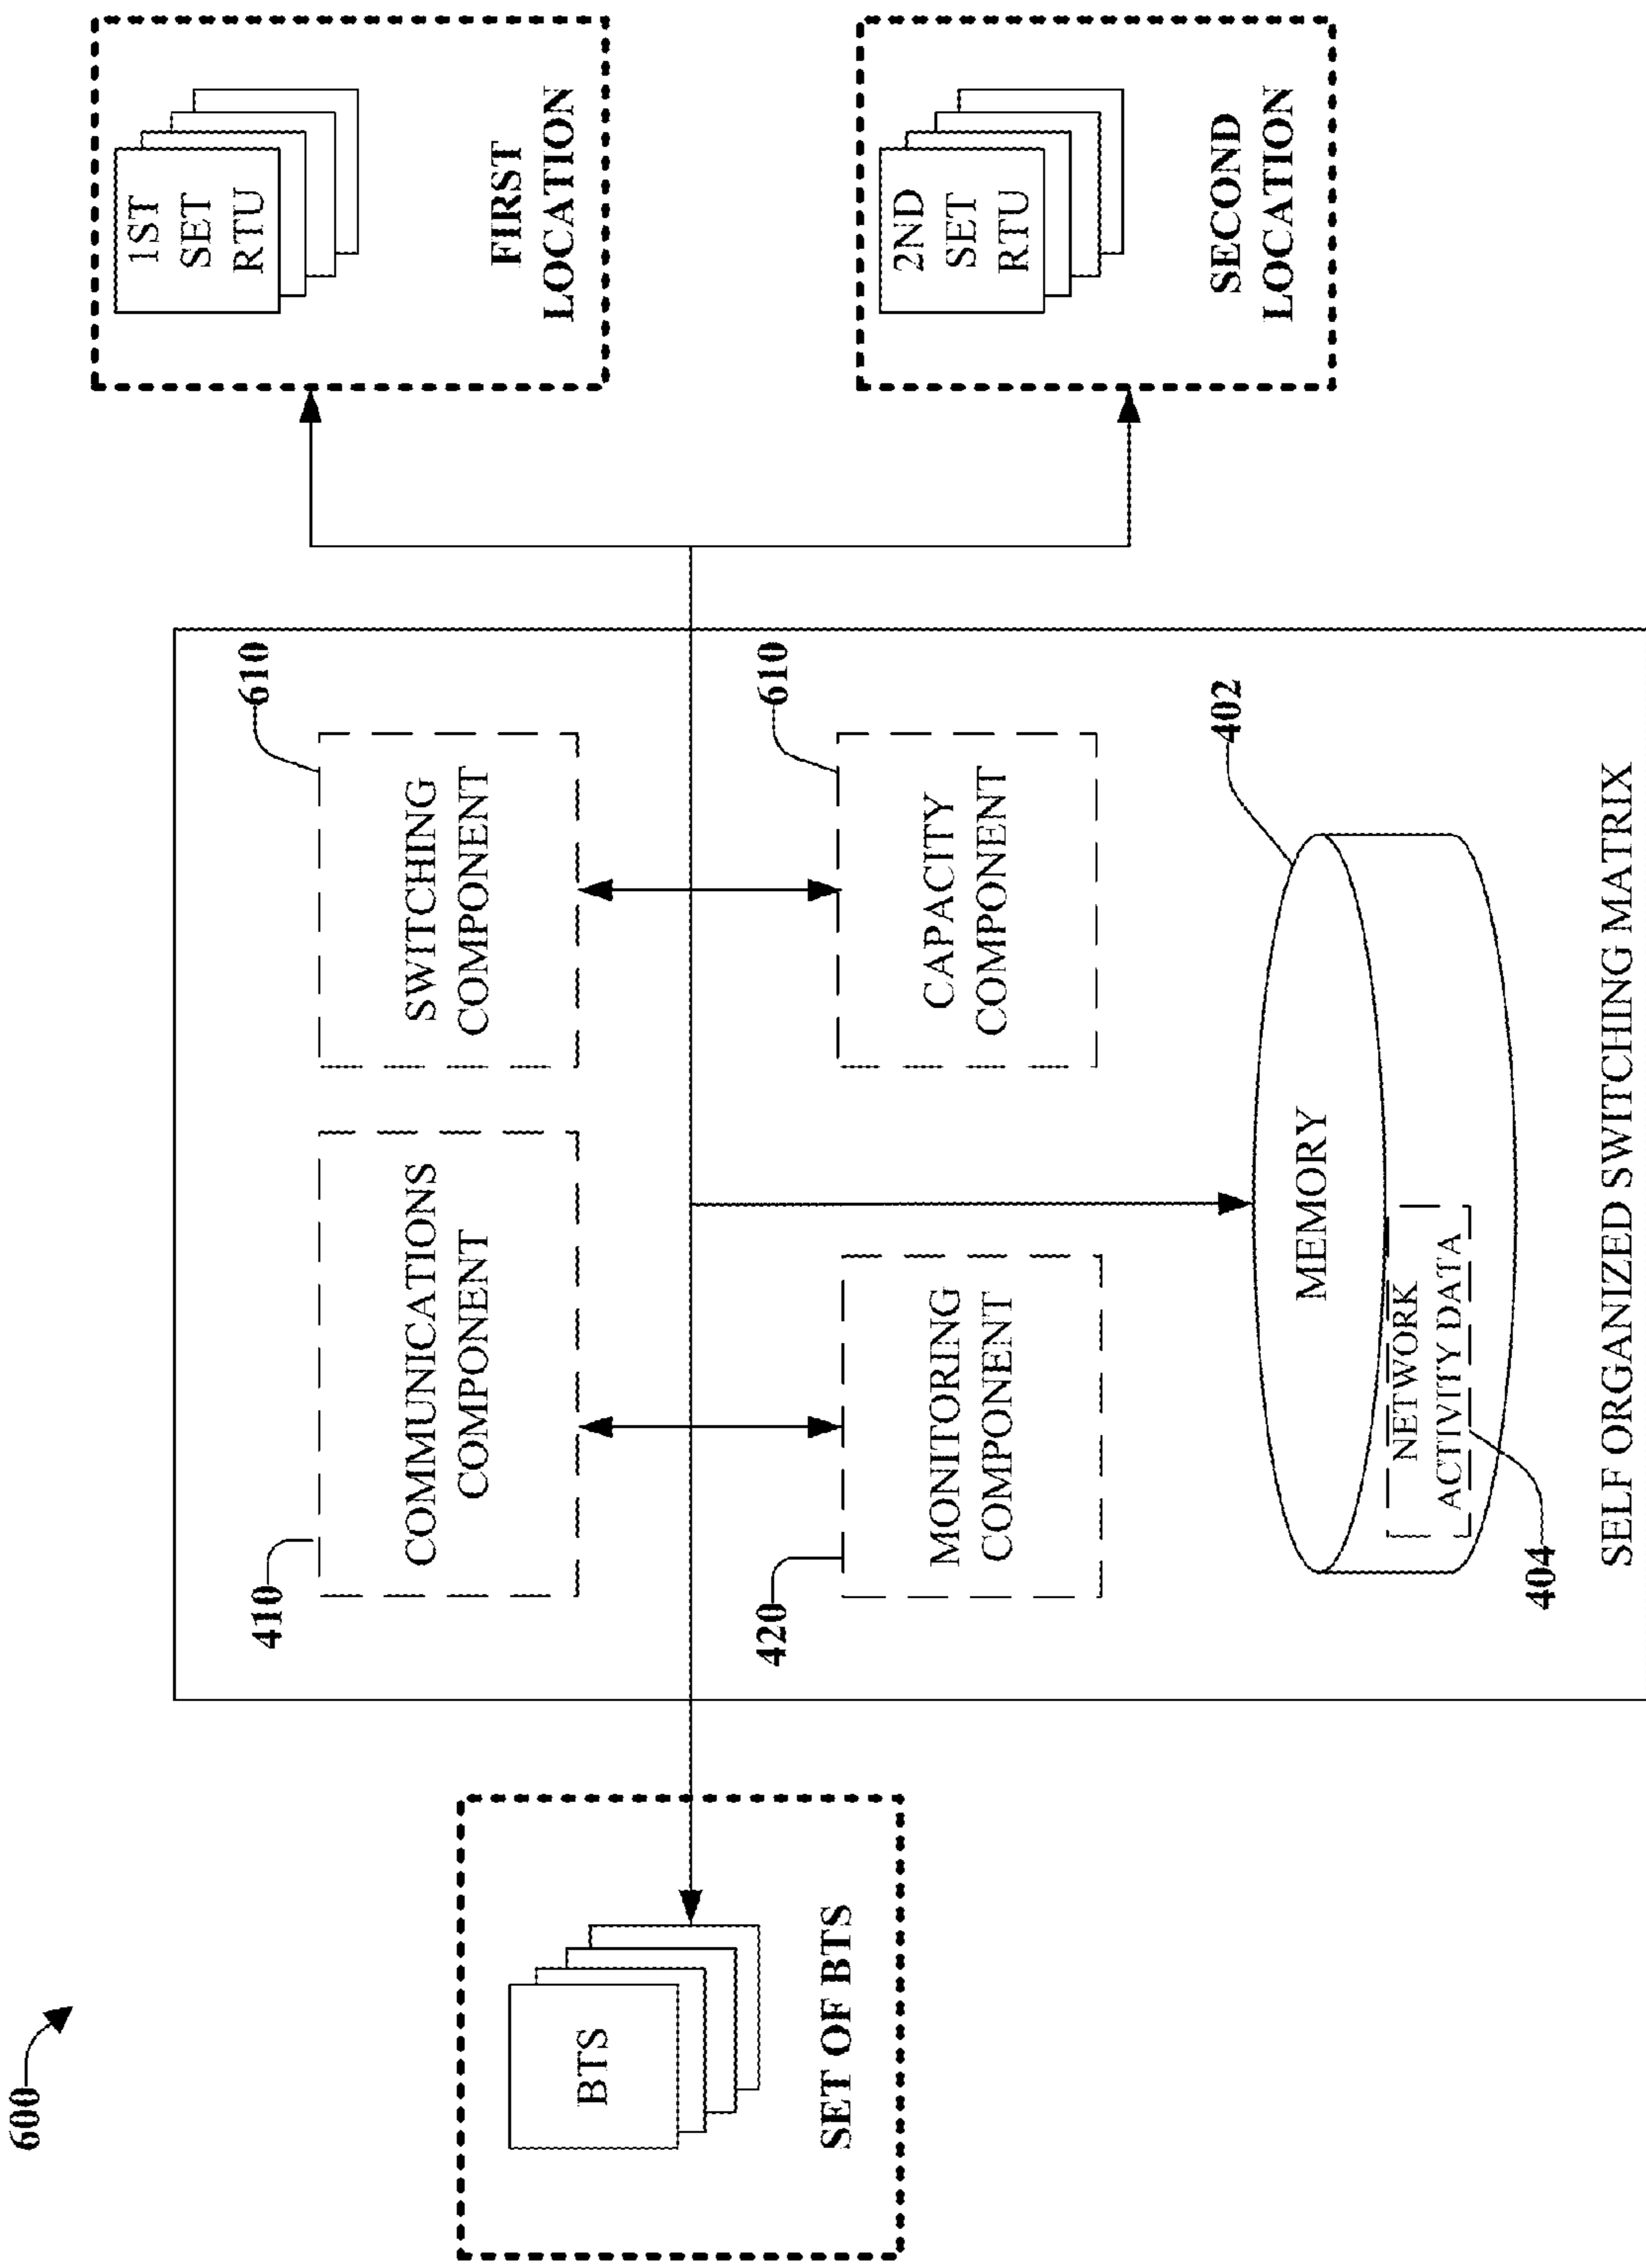 600
BTS
SET OF BTS
410
COMMUNICATIONS
COMPONENT
610
SWITCHING
COMPONENT
420
MONITORING
COMPONENT
610
CAPACITY
COMPONENT
402
MEMORY
NETWORK
ACTIVITY DATA
404
SELF ORGANIZED SWITCHING MATRIX
1ST
SET
RTU
FIRST
LOCATION
2ND
SET
RTU
SECOND
LOCATION